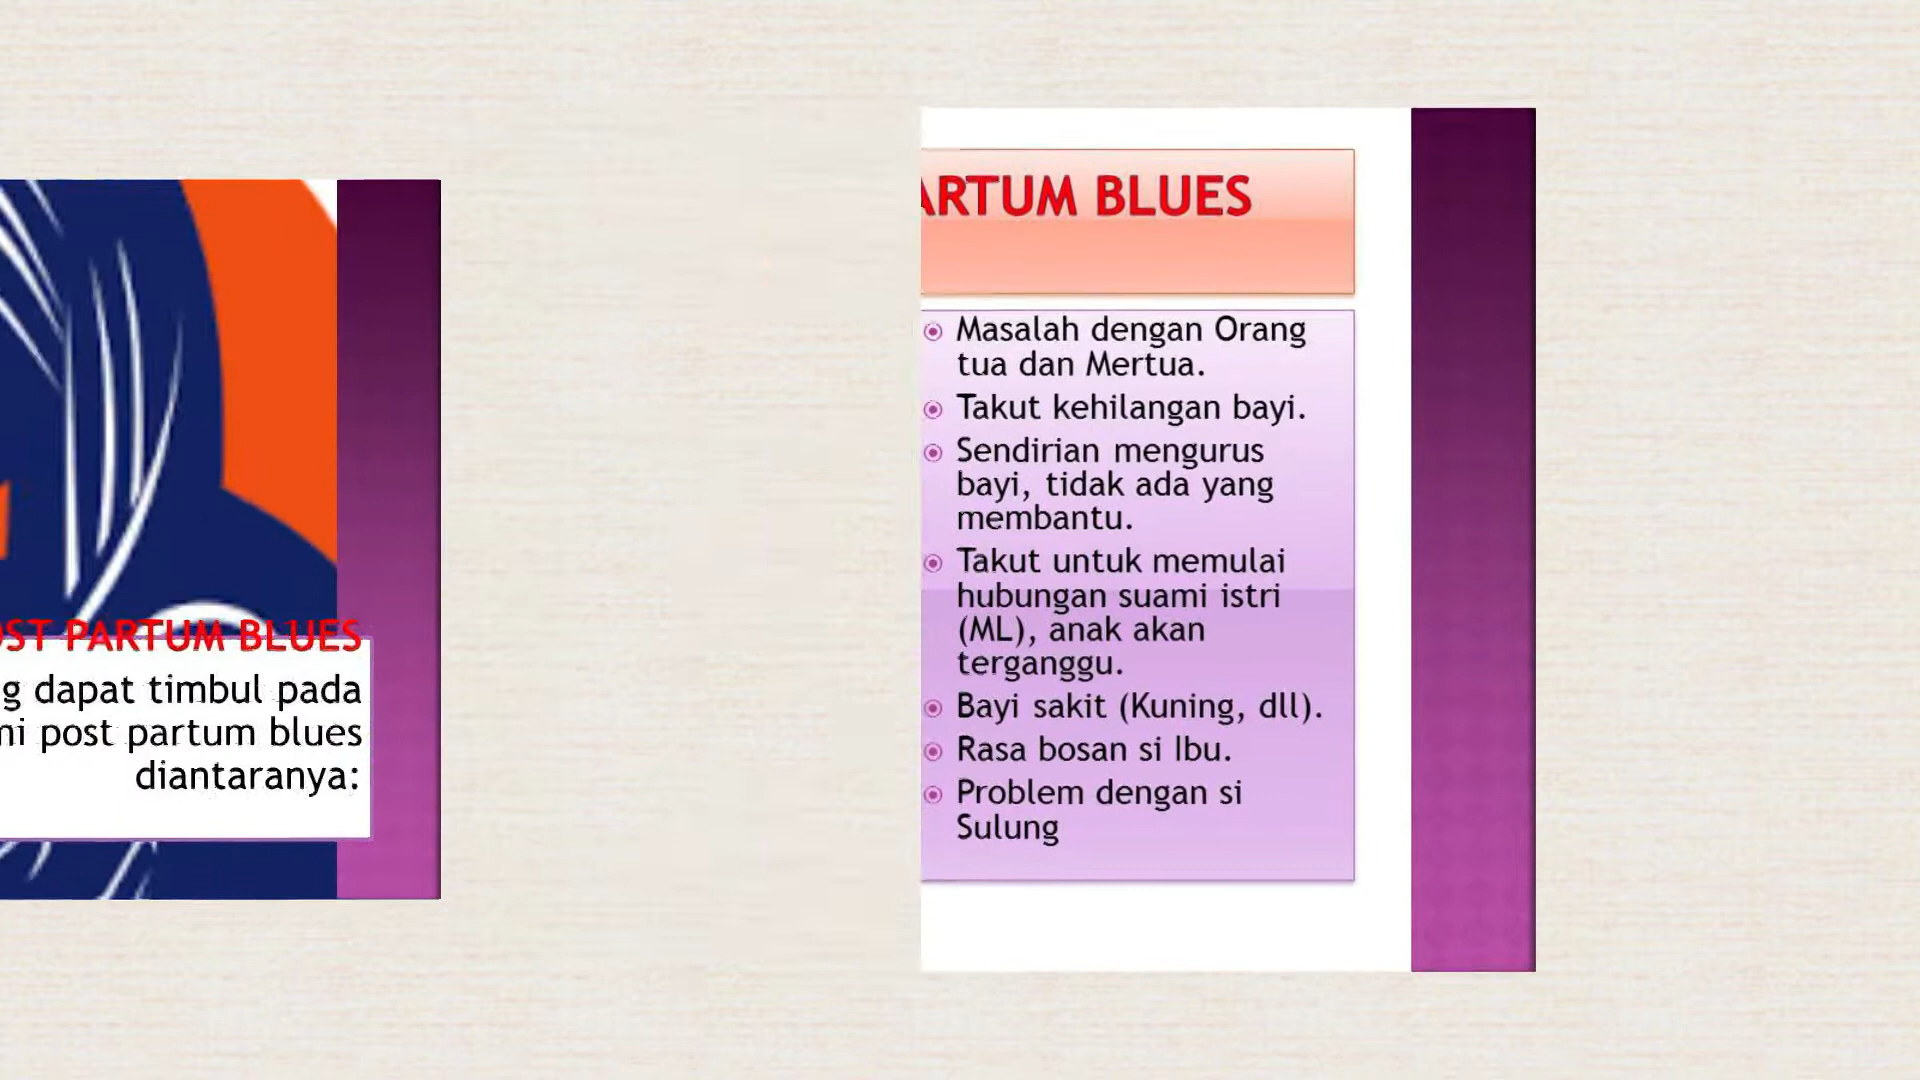 PARTUM BLUES
g dapat timbul pada
ni post partum blues
diantaranya:
ARTUM BLUES
Masalah dengan Orang
tua dan Mertua.
Takut kehilangan bayi.
Sendirian mengurus
bayi, tidak ada yang
membantu.
Takut untuk memulai
hubungan suami istri
(ML), anak akan
terganggu.
Bayi sakit (Kuning, dll).
Rasa bosan si Ibu.
Problem dengan si
Sulung